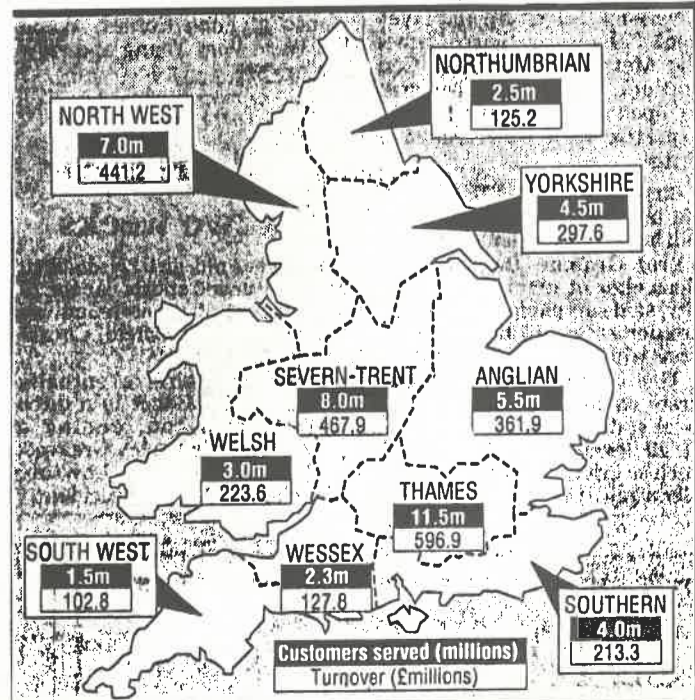 NORTHUMBRIAN
2.5m
125.2
NORTH WEST
7.0m
441.2
YORKSHIRE
4.5m
297.6
SEVERN-TRENT
8.0m
467.9
ANGLIAN
5.5m
361.9
WELSH
3.0m
223.6
THAMES
11.5m
596.9
SOUTH WEST
1.5m
102.8
WESSEX
2.3m
127.8
SOUTHERN
4.0m
213.3
Customers served (millions)
Turnover (£millions)